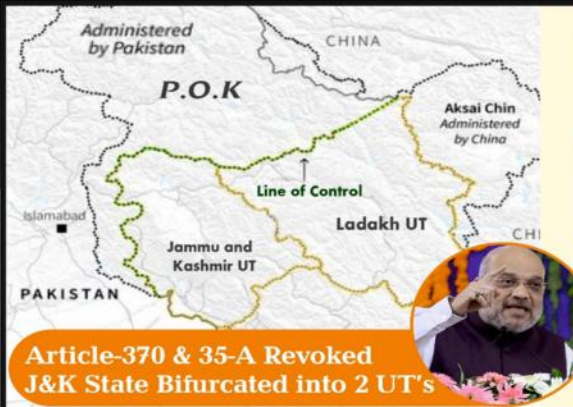 Administered
by Pakistan
CHINA
P.O.K
Aksai Chin
Administered
by China
Line of Control
Ladakh UT
Islamabad
Jammu and
Kashmir UT
CHI
PAKISTAN
Article-370 & 35-A Revoked
J&K State Bifurcated into 2 UT's